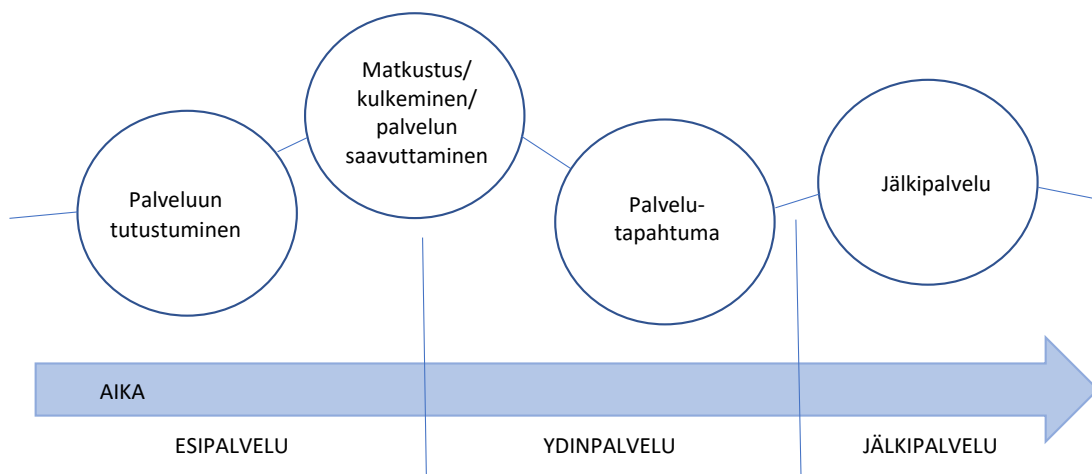 Palveluun
tutustuminen
Matkustus/
kulkeminen/
palvelun
saavuttaminen
Palvelu-
tapahtuma
Jälkipalvelu
AIKA
ESIPALVELU
YDINPALVELU
JÄLKIPALVELU